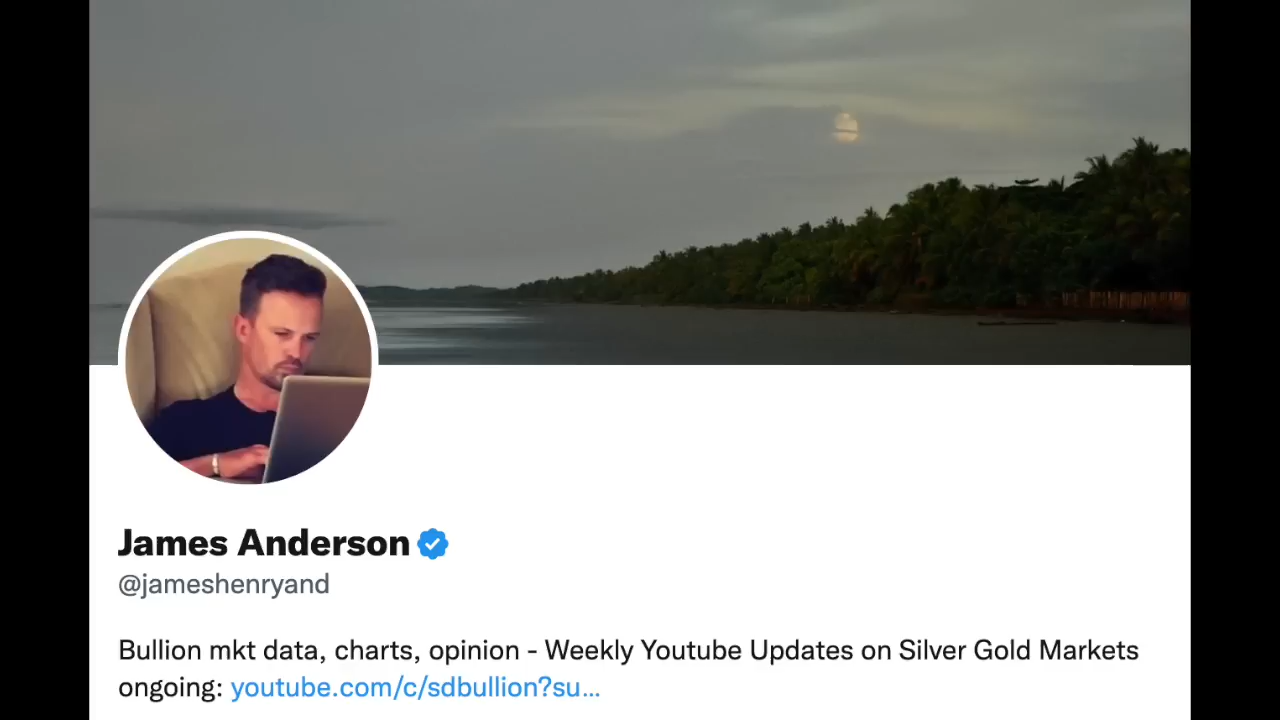 James Anderson
@jameshenryand
Bullion mkt data, charts, opinion - Weekly Youtube Updates on Silver Gold Markets
ongoing: youtube.com/c/sdbullion?su...